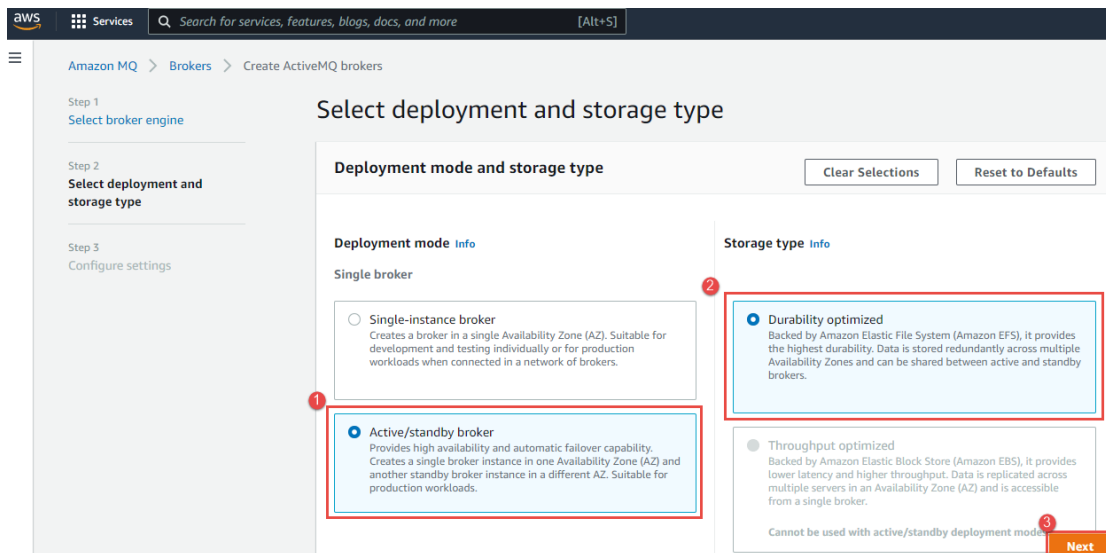 aws
Services
Search for services, features, blogs, docs, and more
[Alt+S]
Amazon MQ > Brokers > Create ActiveMQ brokers
Step 1
Select broker engine
Step 2
Select deployment and
storage type
Step 3
Configure settings
Select deployment and storage type
Deployment mode and storage type
Clear Selections
Reset to Defaults
Deployment mode Info
Single broker
Single-instance broker
Creates a broker in a single Availability Zone (AZ). Suitable for
development and testing individually or for production
workloads when connected in a network of brokers.
1
Active/standby broker
Provides high availability and automatic failover capability.
Creates a single broker instance in one Availability Zone (AZ) and
another standby broker instance in a different AZ. Suitable for
production workloads.
Storage type Info
2
Durability optimized
Backed by Amazon Elastic File System (Amazon EFS), it provides
the highest durability. Data is stored redundantly across multiple
Availability Zones and can be shared between active and standby
brokers.
Throughput optimized
Backed by Amazon Elastic Block Store (Amazon EBS), it provides
lower latency and higher throughput. Data is replicated across
multiple servers in an Availability Zone (AZ) and is accessible
from a single broker.
Cannot be used with active/standby deployment mode
3
Next